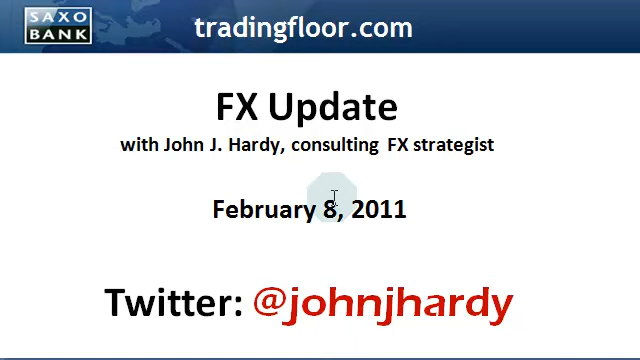 SAXO
BANK
tradingfloor.com
FX Update
with John J. Hardy, consulting FX strategist
February 8, 2011
Twitter: @johnjhardy